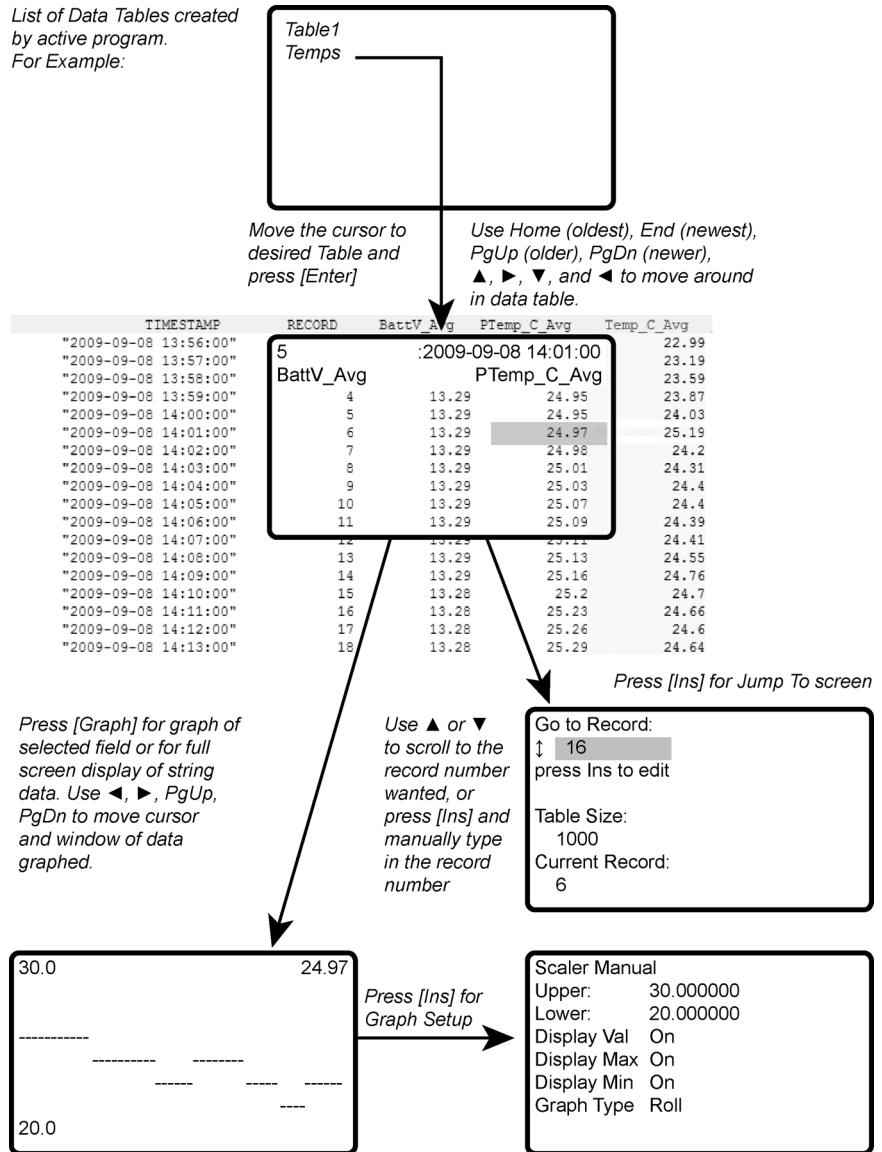 List of Data Tables created
by active program.
For Example:
Table1
Temps
Move the cursor to
desired Table and
press [Enter]
Use Home (oldest), End (newest),
PgUp (older), PgDn (newer),
▲, ►, ▼, and ◄ to move around
in data table.
TIMESTAMP RECORD BattV_Avg PTemp_C_Avg Temp_C_Avg
"2009-09-08 13:56:00" 22.99
5 :2009-09-08 14:01:00
"2009-09-08 13:57:00" 23.19
BattV_Avg PTemp_C_Avg
"2009-09-08 13:58:00" 23.59
"2009-09-08 13:59:00" 4 13.29 24.95 23.87
"2009-09-08 14:00:00" 5 13.29 24.95 24.03
"2009-09-08 14:01:00" 6 13.29 24.97 25.19
"2009-09-08 14:02:00" 7 13.29 24.98 24.2
"2009-09-08 14:03:00" 8 13.29 25.01 24.31
"2009-09-08 14:04:00" 9 13.29 25.03 24.4
"2009-09-08 14:05:00" 10 13.29 25.07 24.4
"2009-09-08 14:06:00" 11 13.29 25.09 24.39
"2009-09-08 14:07:00" 12 13.29 25.11 24.41
"2009-09-08 14:08:00" 13 13.29 25.13 24.55
"2009-09-08 14:09:00" 14 13.29 25.16 24.76
"2009-09-08 14:10:00" 15 13.28 25.2 24.7
"2009-09-08 14:11:00" 16 13.28 25.23 24.66
"2009-09-08 14:12:00" 17 13.28 25.26 24.6
"2009-09-08 14:13:00" 18 13.28 25.29 24.64
Press [Ins] for Jump To screen
Press [Graph] for graph of
selected field or for full
screen display of string
data. Use ◄, ►, PgUp,
PgDn to move cursor
and window of data
graphed.
Use ▲ or ▼
to scroll to the
record number
wanted, or
press [Ins] and
manually type
in the record
number
Go to Record:
↕ 16
press Ins to edit
Table Size:
1000
Current Record:
6
30.0 24.97
20.0
Press [Ins] for
Graph Setup
Scaler Manual
Upper: 30.000000
Lower: 20.000000
Display Val On
Display Max On
Display Min On
Graph Type Roll